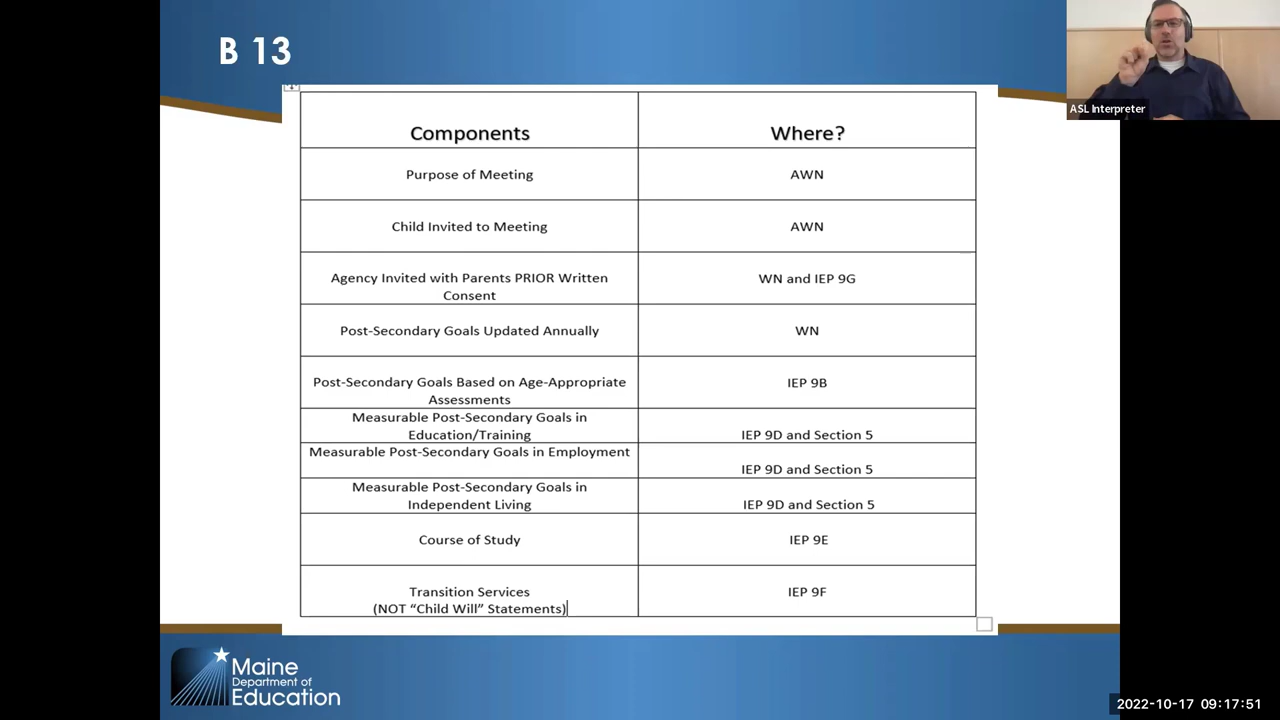 B 13
ASL Interpreter
Components
Where?
Purpose of Meeting
AWN
Child Invited to Meeting
AWN
Agency Invited with Parents PRIOR Written
Consent
WN and IEP 9G
Post-Secondary Goals Updated Annually
WN
Post-Secondary Goals Based on Age-Appropriate
Assessments
IEP 9B
Measurable Post-Secondary Goals in
Education/Training
IEP 9D and Section 5
Measurable Post-Secondary Goals in Employment
IEP 9D and Section 5
Measurable Post-Secondary Goals in
Independent Living
IEP 9D and Section 5
Course of Study
IEP 9E
Transition Services
(NOT “Child Will” Statements)
IEP 9F
Maine
Department of
Education
2022-10-17 09:17:51